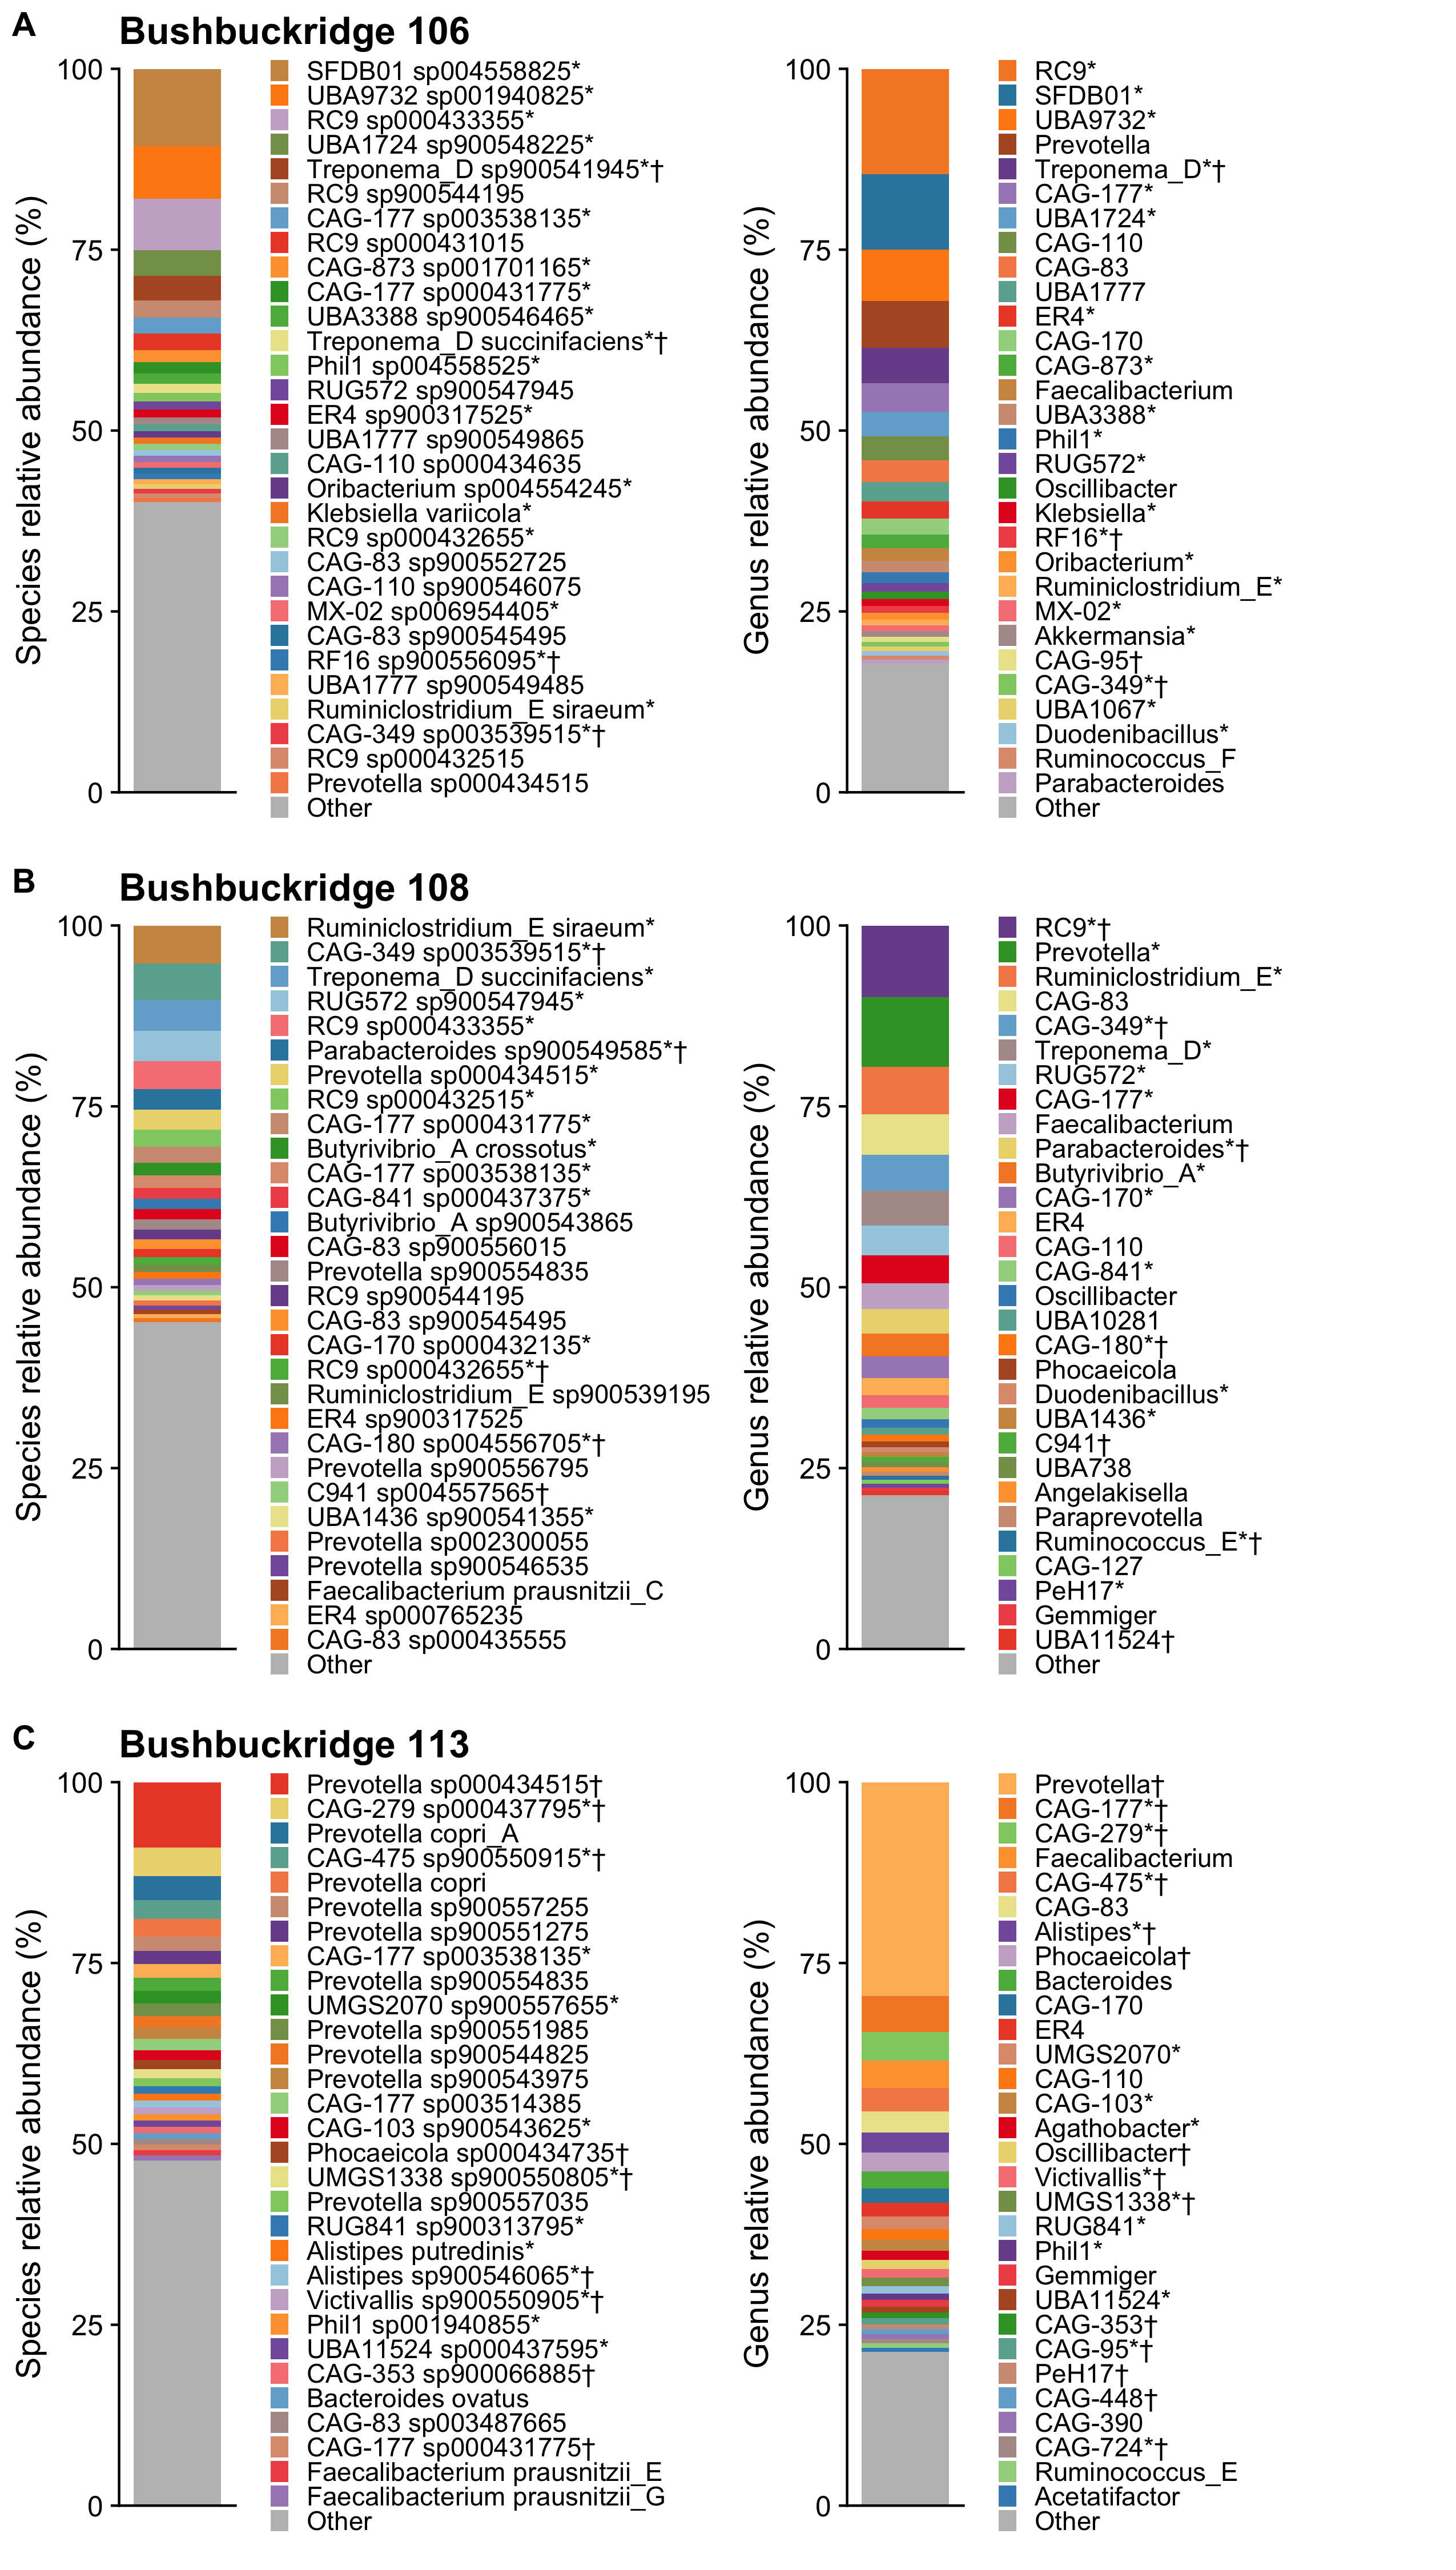 A
Bushbuckridge 106
Species relative abundance (%)
100
75
50
25
0
SFDB01 sp004558825*
UBA9732 sp001940825*
RC9 sp000433355*
UBA1724 sp900548225*
Treponema_D sp900541945*†
RC9 sp900544195
CAG-177 sp003538135*
RC9 sp000431015
CAG-873 sp001701165*
CAG-177 sp000431775*
UBA3388 sp900546465*
Treponema_D succinifaciens*†
Phil1 sp004558525*
RUG572 sp900547945
ER4 sp900317525*
UBA1777 sp900549865
CAG-110 sp000434635
Oribacterium sp004554245*
Klebsiella variicola*
RC9 sp000432655*
CAG-83 sp900552725
CAG-110 sp900546075
MX-02 sp006954405*
CAG-83 sp900545495
RF16 sp900556095*†
UBA1777 sp900549485
Ruminiclostridium_E siraeum*
CAG-349 sp003539515*†
RC9 sp000432515
Prevotella sp000434515
Other
Genus relative abundance (%)
100
75
50
25
0
RC9*
SFDB01*
UBA9732*
Prevotella
Treponema_D*†
CAG-177*
UBA1724*
CAG-110
CAG-83
UBA1777
ER4*
CAG-170
CAG-873*
Faecalibacterium
UBA3388*
Phil1*
RUG572*
Oscillibacter
Klebsiella*
RF16*†
Oribacterium*
Ruminiclostridium_E*
MX-02*
Akkermansia*
CAG-95†
CAG-349*†
UBA1067*
Duodenibacillus*
Ruminococcus_F
Parabacteroides
Other
B
Bushbuckridge 108
Species relative abundance (%)
100
75
50
25
0
Ruminiclostridium_E siraeum*
CAG-349 sp003539515*†
Treponema_D succinifaciens*
RUG572 sp900547945*
RC9 sp000433355*
Parabacteroides sp900549585*†
Prevotella sp000434515*
RC9 sp000432515*
CAG-177 sp000431775*
Butyrivibrio_A crossotus*
CAG-177 sp003538135*
CAG-841 sp000437375*
Butyrivibrio_A sp900543865
CAG-83 sp900556015
Prevotella sp900554835
RC9 sp900544195
CAG-83 sp900545495
CAG-170 sp000432135*
RC9 sp000432655*†
Ruminiclostridium_E sp900539195
ER4 sp900317525
CAG-180 sp004556705*†
Prevotella sp900556795
C941 sp004557565†
UBA1436 sp900541355*
Prevotella sp002300055
Prevotella sp900546535
Faecalibacterium prausnitzii_C
ER4 sp000765235
CAG-83 sp000435555
Other
Genus relative abundance (%)
100
75
50
25
0
RC9*†
Prevotella*
Ruminiclostridium_E*
CAG-83
CAG-349*†
Treponema_D*
RUG572*
CAG-177*
Faecalibacterium
Parabacteroides*†
Butyrivibrio_A*
CAG-170*
ER4
CAG-110
CAG-841*
Oscillibacter
UBA10281
CAG-180*†
Phocaeicola
Duodenibacillus*
UBA1436*
C941†
UBA738
Angelakisella
Paraprevotella
Ruminococcus_E*†
CAG-127
PeH17*
Gemmiger
UBA11524†
Other
C
Bushbuckridge 113
Species relative abundance (%)
100
75
50
25
0
Prevotella sp000434515†
CAG-279 sp000437795*†
Prevotella copri_A
CAG-475 sp900550915*†
Prevotella copri
Prevotella sp900557255
Prevotella sp900551275
CAG-177 sp003538135*
Prevotella sp900554835
UMGS2070 sp900557655*
Prevotella sp900551985
Prevotella sp900544825
Prevotella sp900543975
CAG-177 sp003514385
CAG-103 sp900543625*
Phocaeicola sp000434735†
UMGS1338 sp900550805*†
Prevotella sp900557035
RUG841 sp900313795*
Alistipes putredinis*
Alistipes sp900546065*†
Victivallis sp900550905*†
Phil1 sp001940855*
UBA11524 sp000437595*
CAG-353 sp900066885†
Bacteroides ovatus
CAG-83 sp003487665
CAG-177 sp000431775†
Faecalibacterium prausnitzii_E
Faecalibacterium prausnitzii_G
Other
Genus relative abundance (%)
100
75
50
25
0
Prevotella†
CAG-177*†
CAG-279*†
Faecalibacterium
CAG-475*†
CAG-83
Alistipes*†
Phocaeicola†
Bacteroides
CAG-170
ER4
UMGS2070*
CAG-110
CAG-103*
Agathobacter*
Oscillibacter†
Victivallis*†
UMGS1338*†
RUG841*
Phil1*
Gemmiger
UBA11524*
CAG-353†
CAG-95*†
PeH17†
CAG-448†
CAG-390
CAG-724*†
Ruminococcus_E
Acetatifactor
Other